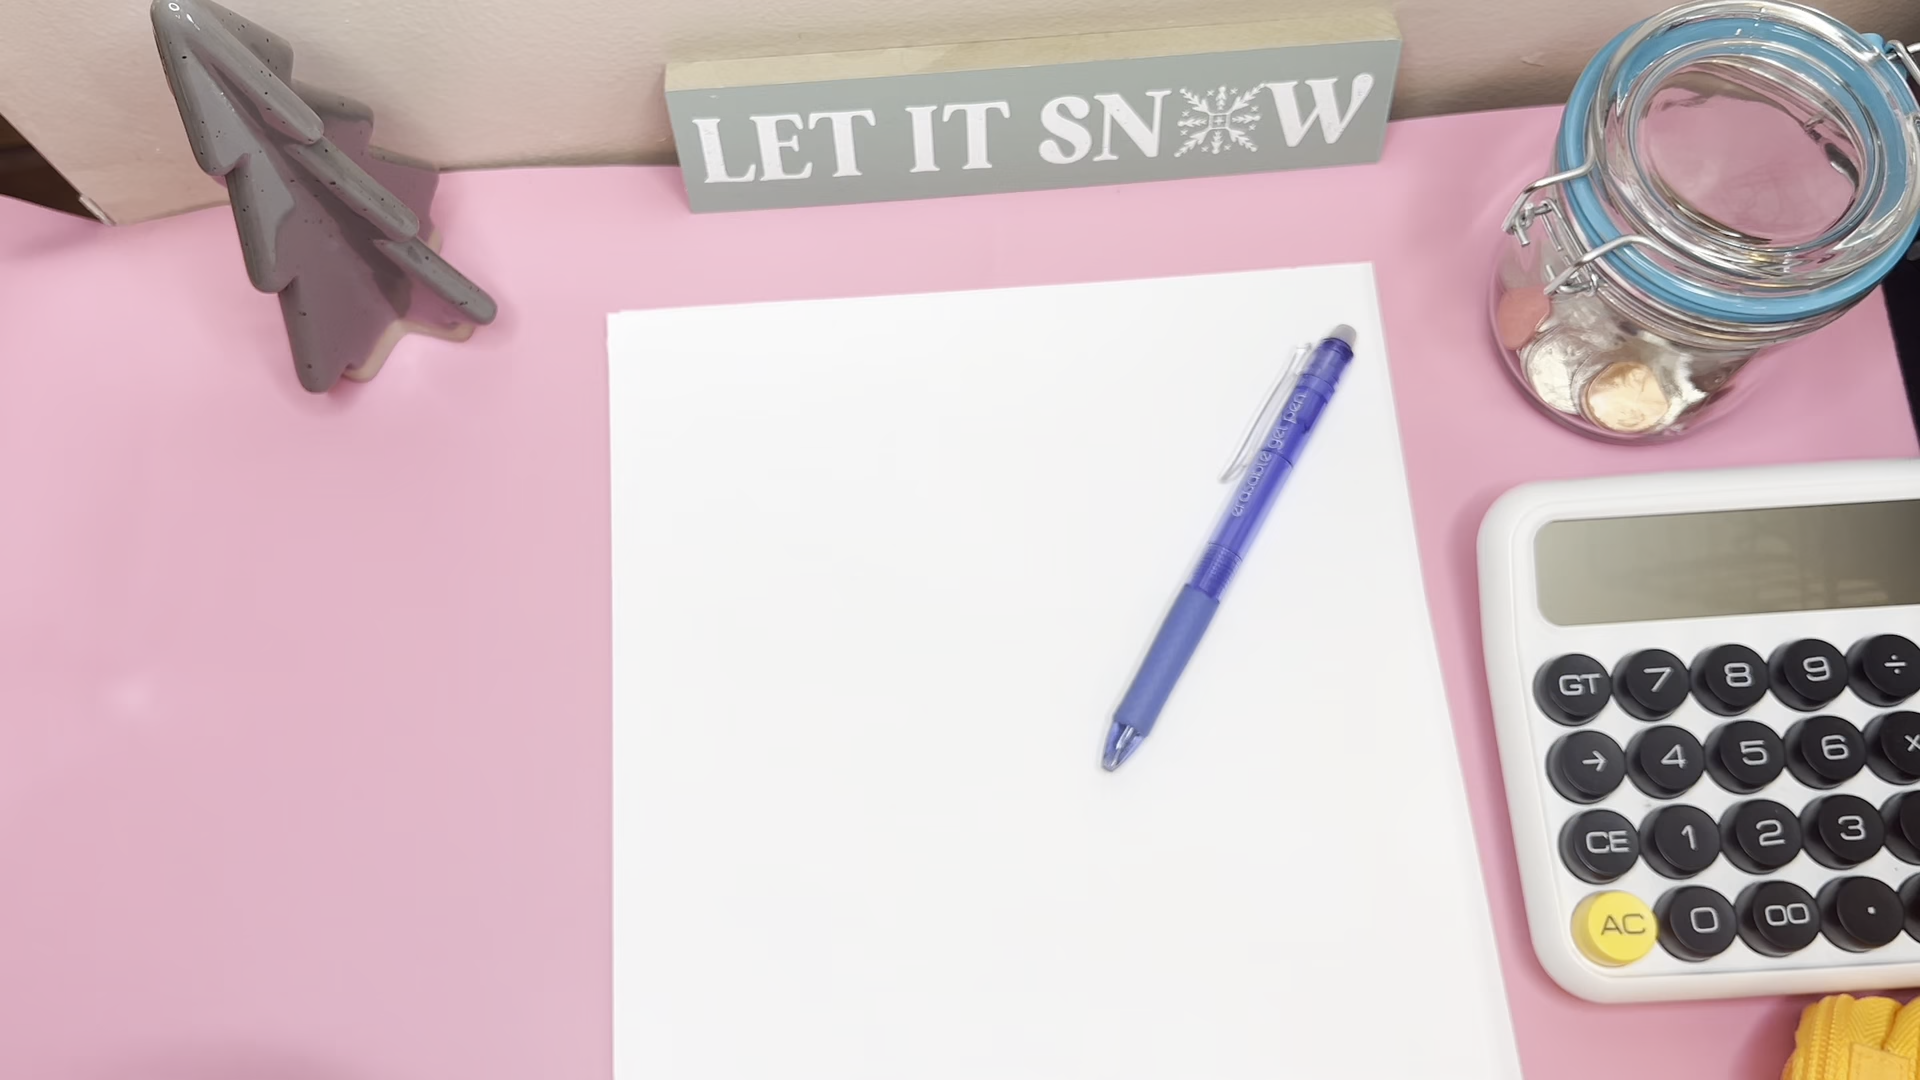 LET IT SNOW
erasable gel pen
GT 7 8 9 ÷
→ 4 5 6 ×
CE 1 2 3
AC 0 00 .